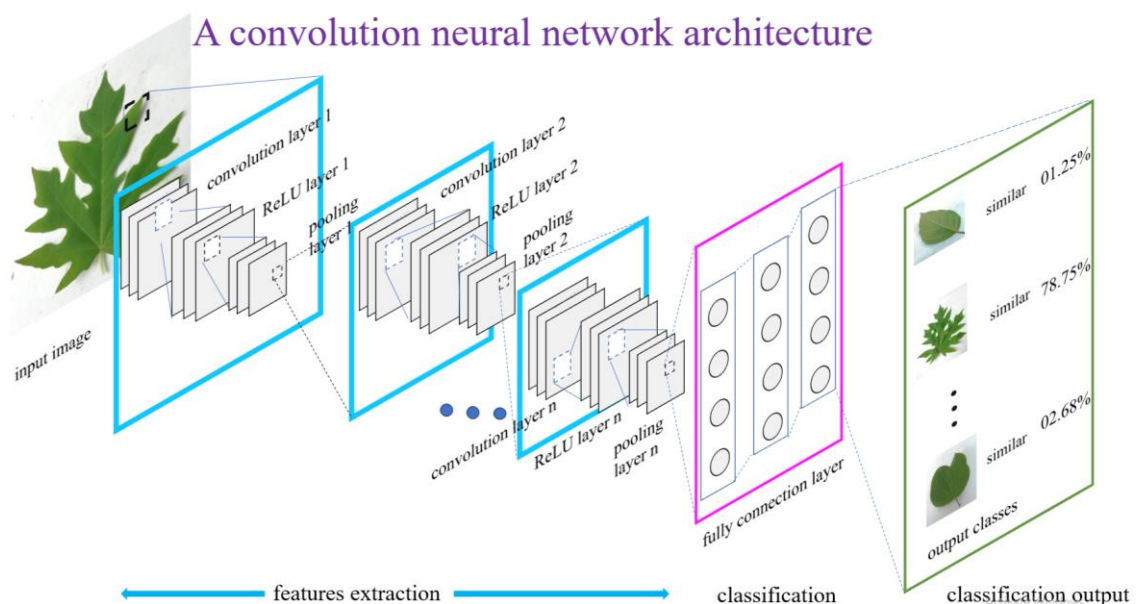 A convolution neural network architecture
input image
convolution layer 1
ReLU layer 1
pooling
layer 1
convolution layer 2
ReLU layer 2
pooling
layer 2
convolution layer n
ReLU layer n
pooling
layer n
fully connection layer
similar 01.25%
similar 78.75%
similar 02.68%
output classes
features extraction
classification
classification output